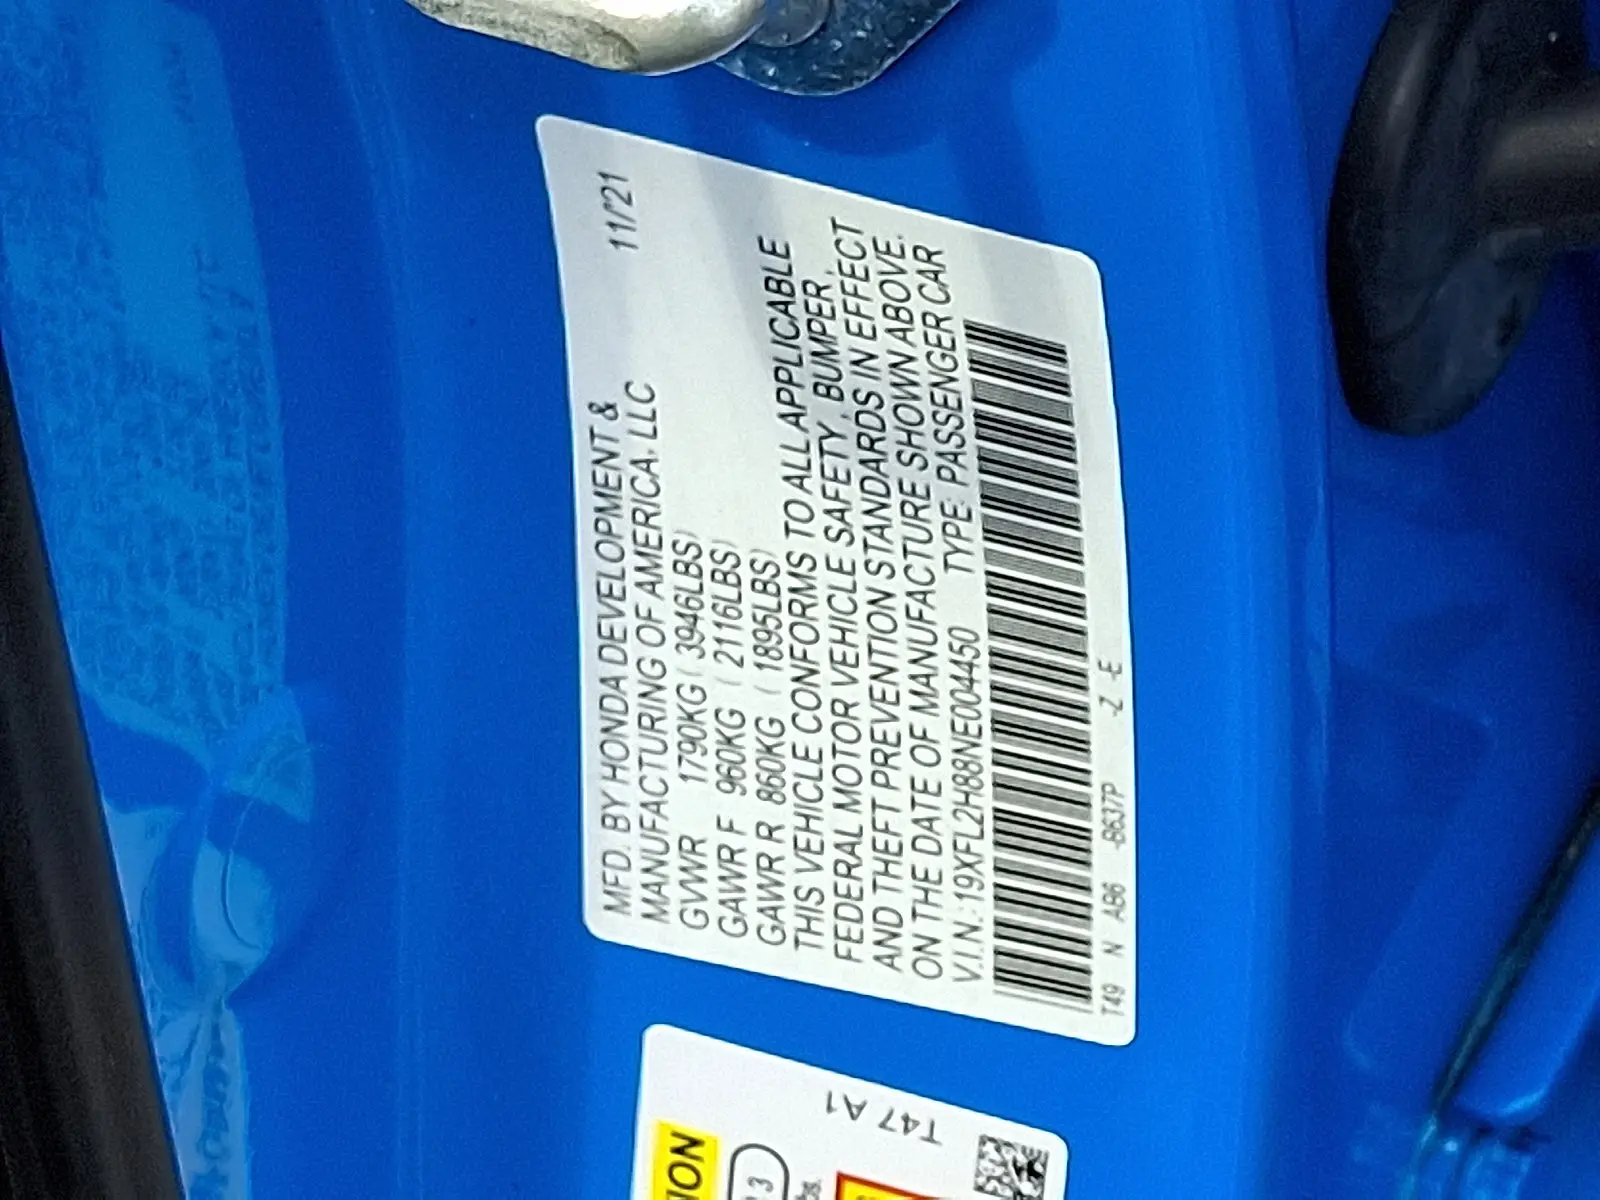 MFD. BY HONDA DEVELOPMENT & 11/'21
MANUFACTURING OF AMERICA, LLC
GVWR 1790KG ( 3946LBS)
GAWR F 960KG ( 2116LBS)
GAWR R 860KG ( 1895LBS)
THIS VEHICLE CONFORMS TO ALL APPLICABLE
FEDERAL MOTOR VEHICLE SAFETY, BUMPER,
AND THEFT PREVENTION STANDARDS IN EFFECT
ON THE DATE OF MANUFACTURE SHOWN ABOVE.
V.I.N.: 19XFL2H88NE004450 TYPE: PASSENGER CAR
T49 N A96 -B637P -Z -E
T47 A1